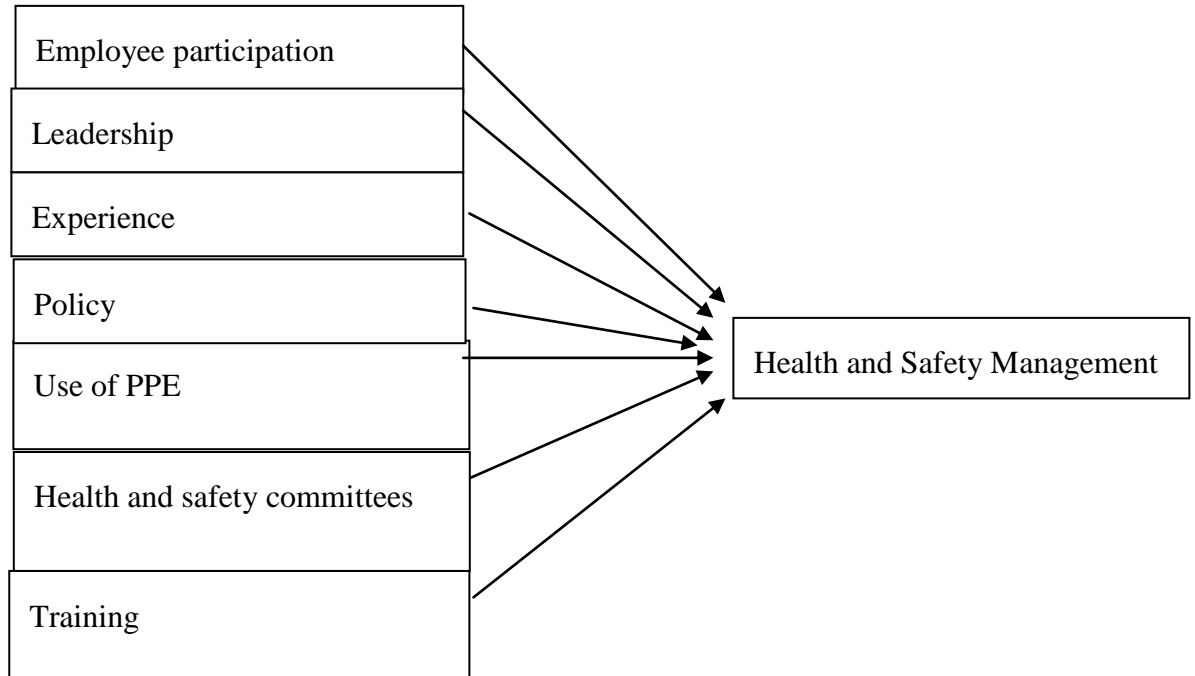 Employee participation
Leadership
Experience
Policy
Use of PPE
Health and safety committees
Training
Health and Safety Management